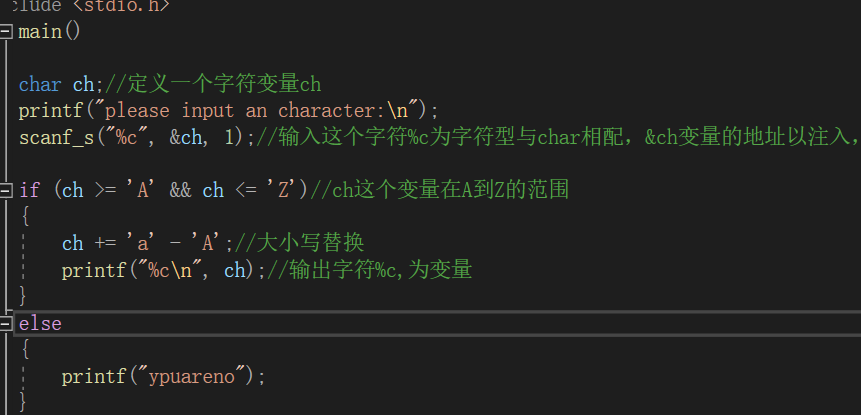 clude <stdio.h>
main()
char ch;//定义一个字符变量ch
printf("please input an character:\n");
scanf_s("%c", &ch, 1);//输入这个字符%c为字符型与char相配，&ch变量的地址以注入，
if (ch >= 'A' && ch <= 'Z')//ch这个变量在A到Z的范围
{
ch += 'a' - 'A';//大小写替换
printf("%c\n", ch);//输出字符%c,为变量
}
else
{
printf("ypuareno");
}